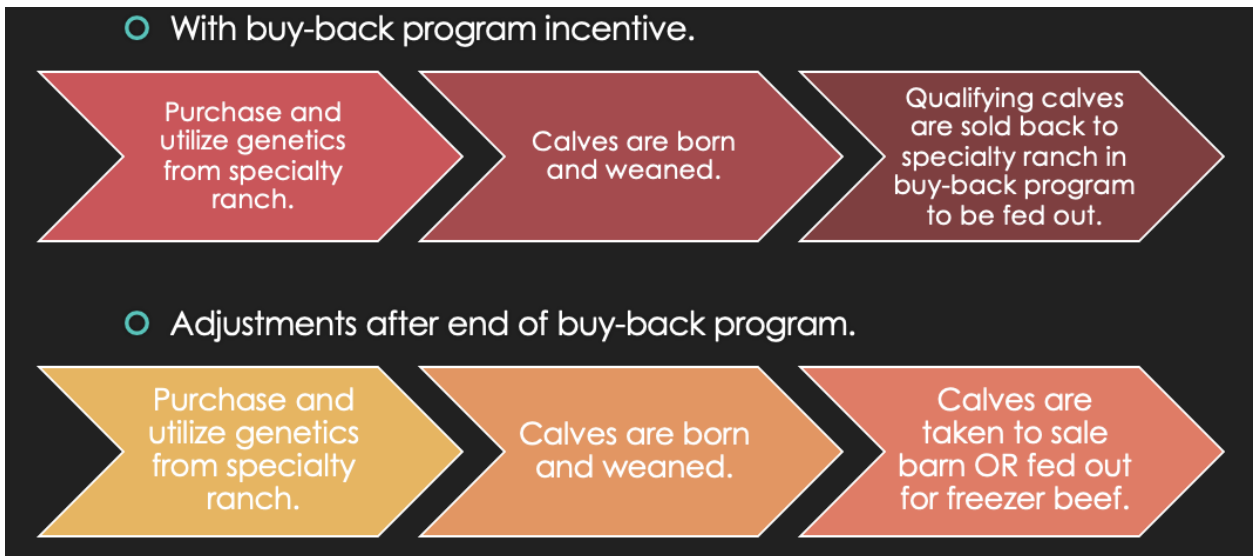 With buy-back program incentive.
Purchase and
utilize genetics
from specialty
ranch.
Calves are born
and weaned.
Qualifying calves
are sold back to
specialty ranch in
buy-back program
to be fed out.
Adjustments after end of buy-back program.
Purchase and
utilize genetics
from specialty
ranch.
Calves are born
and weaned.
Calves are
taken to sale
barn OR fed out
for freezer beef.